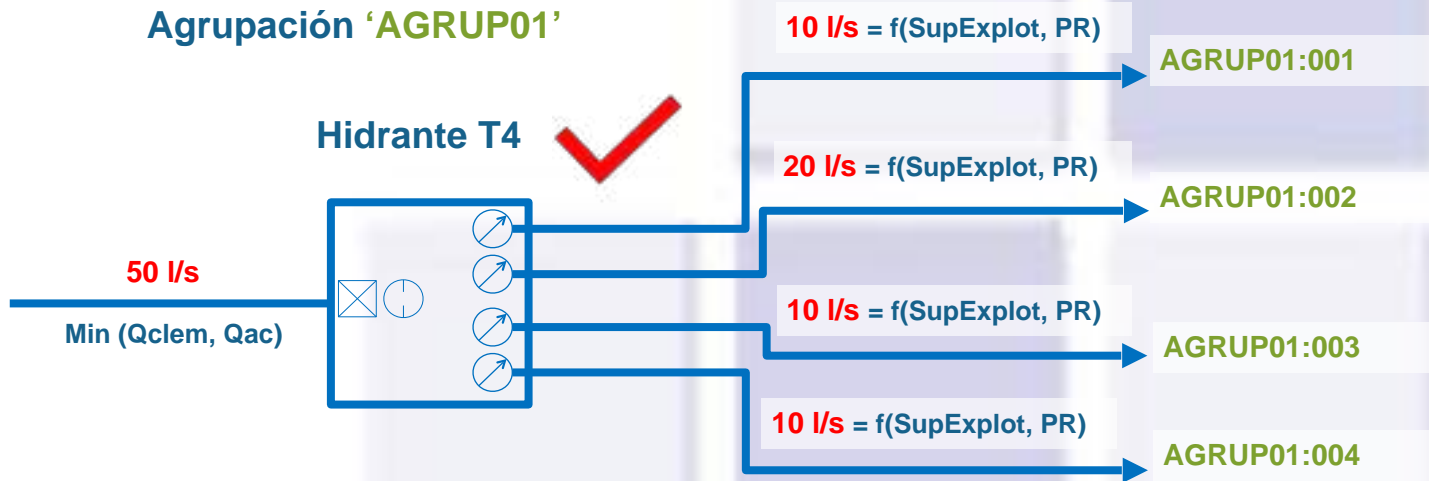 Agrupación ‘AGRUP01’
10 l/s = f(SupExplot, PR)
AGRUP01:001
Hidrante T4
20 l/s = f(SupExplot, PR)
AGRUP01:002
50 l/s
Min (Qclem, Qac)
10 l/s = f(SupExplot, PR)
AGRUP01:003
10 l/s = f(SupExplot, PR)
AGRUP01:004